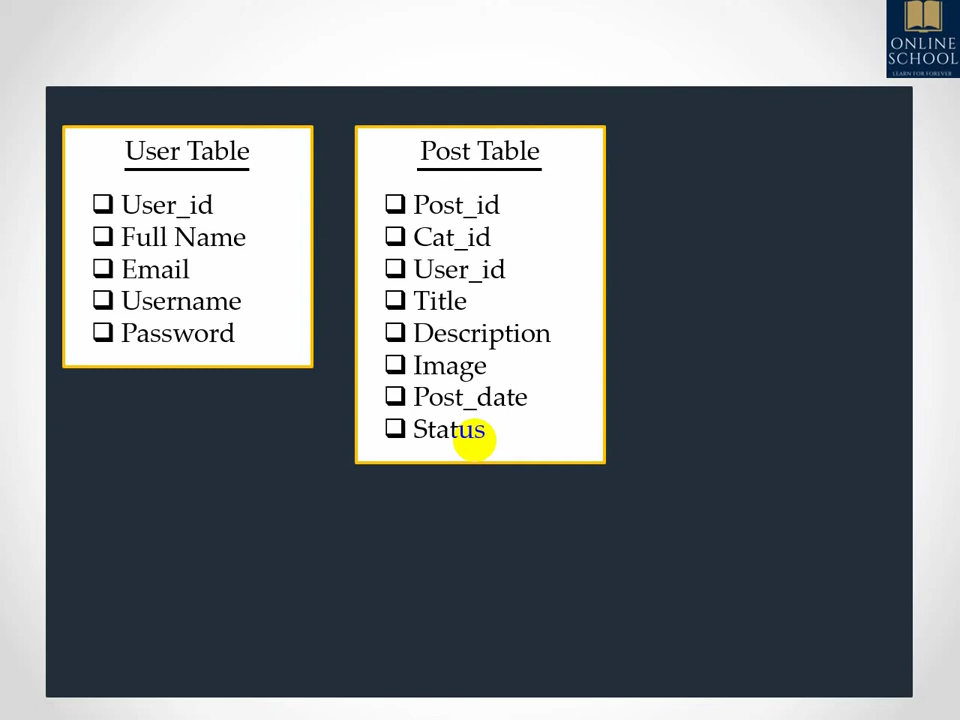 ONLINE
SCHOOL
LEARN FOR FOREVER
User Table
User_id
Full Name
Email
Username
Password
Post Table
Post_id
Cat_id
User_id
Title
Description
Image
Post_date
Status